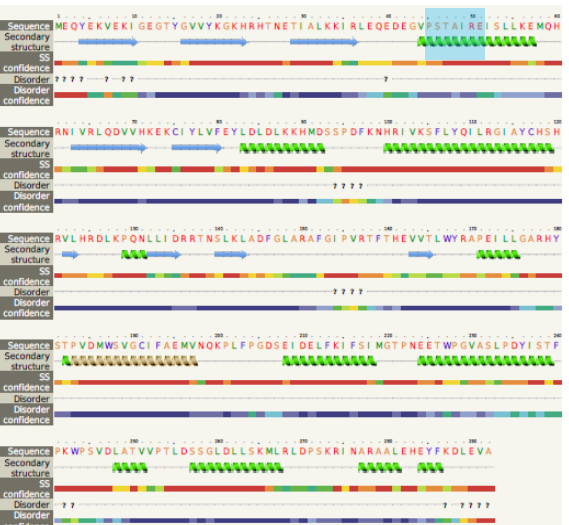 Sequence MEQYEKVEKIGEGTYGVVYKGKHRHTNETIALKKIRLEQEDEGVPSTAIREISLLKEMQH
Secondary
structure
SS
confidence
Disorder ???? ? ?? ?
Disorder
confidence
Sequence RNIVRLQDVVHKEKCIYLVFEYLDLDLKKHMDSSPDFKNHRIVKSFLYQILRGIAYCHSH
Secondary
structure
SS
confidence
Disorder ????
Disorder
confidence
Sequence RVLHRDLKPQNLLIDRRTNSLKLADFGLARAFGIPVRTFTHEVVTLWYRAPEILLGARHY
Secondary
structure
SS
confidence
Disorder ????
Disorder
confidence
Sequence STPVDMWSVGCIFAEMVNQKPLFPGDSEIDELFKIFSIMGTPNEETWPGVASLPDYISTF
Secondary
structure
SS
confidence
Disorder
Disorder
confidence
Sequence PKWPSVDLATVVPTLDSSGLDLLSKMLRLDPSKRINARAALEHEYFKDLEVA
Secondary
structure
SS
confidence
Disorder ?? ? ????
Disorder
confidence